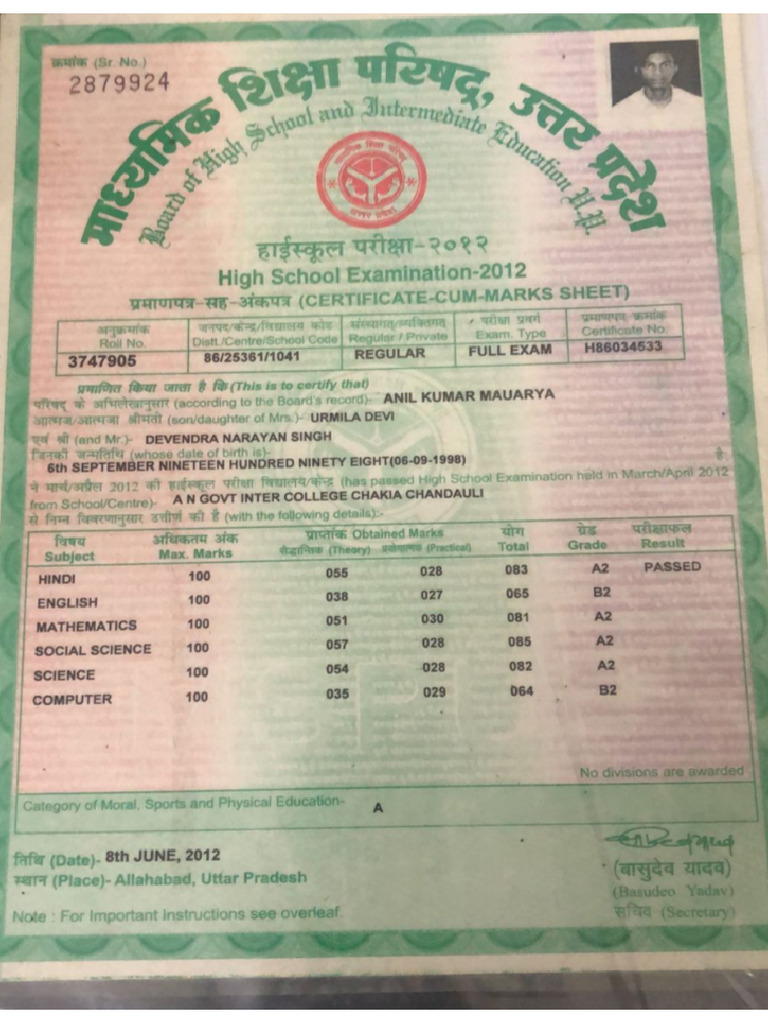 क्रमांक (Sr. No.)
2879924
माध्यमिक शिक्षा परिषद्, उत्तर प्रदेश
Board of High School and Intermediate Education U.P.
हाईस्कूल परीक्षा-२०१२
High School Examination-2012
प्रमाणपत्र-सह-अंकपत्र (CERTIFICATE-CUM-MARKS SHEET)
अनुक्रमांक जनपद/केन्द्र/विद्यालय कोड संस्थागत/व्यक्तिगत परीक्षा प्रवर्ग प्रमाणपत्र क्रमांक
Roll No. Distt./Centre/School Code Regular / Private Exam. Type Certificate No.
3747905 86/25361/1041 REGULAR FULL EXAM H86034533
प्रमाणित किया जाता है कि (This is to certify that)
परिषद् के अभिलेखानुसार (according to the Board's record)- ANIL KUMAR MAUARYA
आत्मज/आत्मजा श्रीमती (son/daughter of Mrs.)- URMILA DEVI
एवं श्री (and Mr.)- DEVENDRA NARAYAN SINGH
जिनकी जन्मतिथि (whose date of birth is)-
6th SEPTEMBER NINETEEN HUNDRED NINETY EIGHT(06-09-1998) है
ने मार्च/अप्रैल 2012 की हाईस्कूल परीक्षा विद्यालय/केन्द्र (has passed High School Examination held in March/April 2012
from School/Centre)- A N GOVT INTER COLLEGE CHAKIA CHANDAULI
से निम्न विवरणानुसार उत्तीर्ण की है (with the following details):-
विषय अधिकतम अंक प्राप्तांक Obtained Marks योग ग्रेड परीक्षाफल
Subject Max. Marks सैद्धान्तिक (Theory) प्रयोगात्मक (Practical) Total Grade Result
HINDI 100 055 028 083 A2 PASSED
ENGLISH 100 038 027 065 B2
MATHEMATICS 100 051 030 081 A2
SOCIAL SCIENCE 100 057 028 085 A2
SCIENCE 100 054 028 082 A2
COMPUTER 100 035 029 064 B2
No divisions are awarded
Category of Moral, Sports and Physical Education- A
तिथि (Date)- 8th JUNE, 2012
स्थान (Place)- Allahabad, Uttar Pradesh
(बासुदेव यादव)
(Basudeo Yadav)
सचिव (Secretary)
Note : For Important Instructions see overleaf.